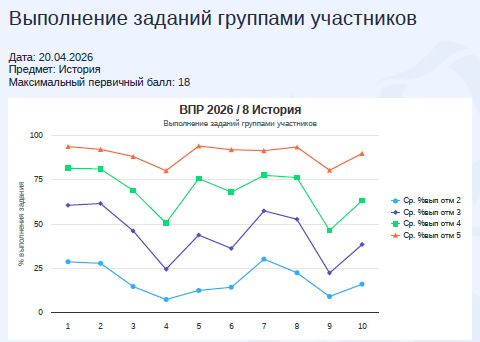 Выполнение заданий группами участников
Дата: 20.04.2026
Предмет: История
Максимальный первичный балл: 18
ВПР 2026 / 8 История
Выполнение заданий группами участников
% выполнения задания
100
75
50
25
0
1 2 3 4 5 6 7 8 9 10
Ср. %вып отм 2
Ср. %вып отм 3
Ср. %вып отм 4
Ср. %вып отм 5